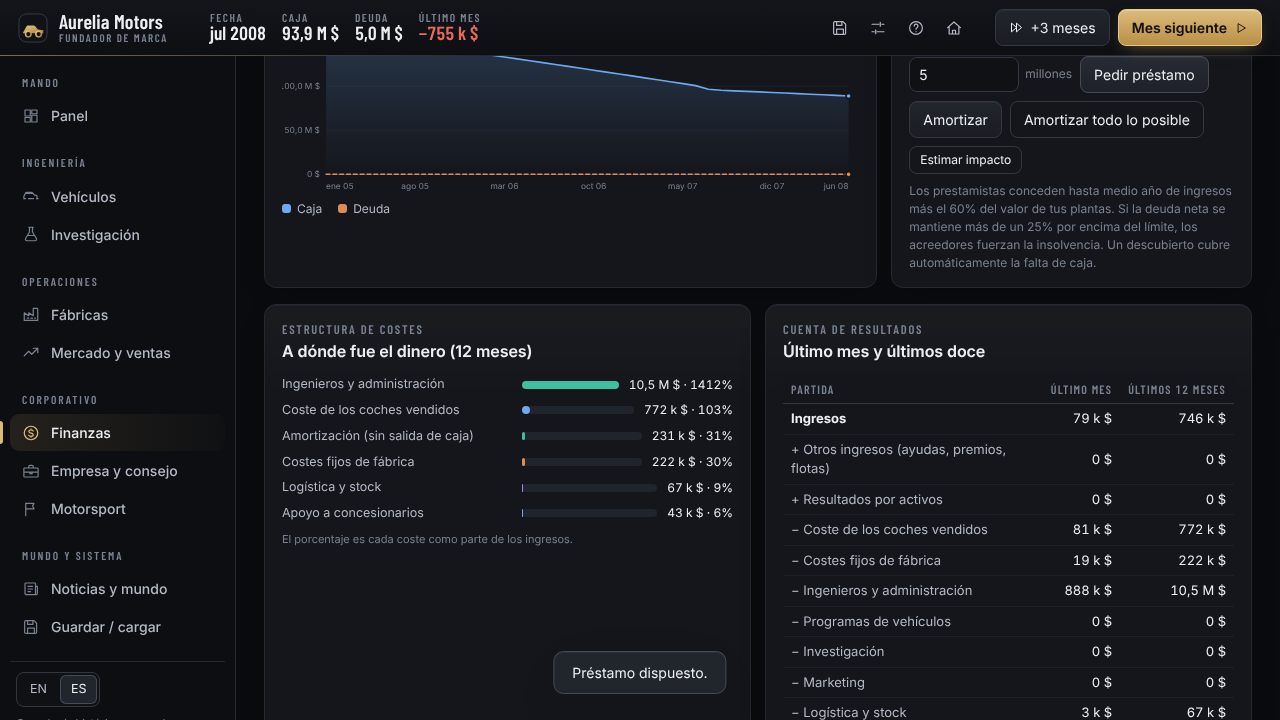 Aurelia Motors
FUNDADOR DE MARCA
FECHA
jul 2008
CAJA
93,9 M $
DEUDA
5,0 M $
ÚLTIMO MES
−755 k $
+3 meses
Mes siguiente
MANDO
Panel
INGENIERÍA
Vehículos
Investigación
OPERACIONES
Fábricas
Mercado y ventas
CORPORATIVO
Finanzas
Empresa y consejo
Motorsport
MUNDO Y SISTEMA
Noticias y mundo
Guardar / cargar
EN
ES
.00,0 M $
50,0 M $
0 $
ene 05
ago 05
mar 06
oct 06
may 07
dic 07
jun 08
Caja
Deuda
5
millones
Pedir préstamo
Amortizar
Amortizar todo lo posible
Estimar impacto
Los prestamistas conceden hasta medio año de ingresos
más el 60% del valor de tus plantas. Si la deuda neta se
mantiene más de un 25% por encima del límite, los
acreedores fuerzan la insolvencia. Un descubierto cubre
automáticamente la falta de caja.
ESTRUCTURA DE COSTES
A dónde fue el dinero (12 meses)
Ingenieros y administración 10,5 M $ · 1412%
Coste de los coches vendidos 772 k $ · 103%
Amortización (sin salida de caja) 231 k $ · 31%
Costes fijos de fábrica 222 k $ · 30%
Logística y stock 67 k $ · 9%
Apoyo a concesionarios 43 k $ · 6%
El porcentaje es cada coste como parte de los ingresos.
Préstamo dispuesto.
CUENTA DE RESULTADOS
Último mes y últimos doce
PARTIDA ÚLTIMO MES ÚLTIMOS 12 MESES
Ingresos 79 k $ 746 k $
+ Otros ingresos (ayudas, premios,
flotas) 0 $ 0 $
+ Resultados por activos 0 $ 0 $
− Coste de los coches vendidos 81 k $ 772 k $
− Costes fijos de fábrica 19 k $ 222 k $
− Ingenieros y administración 888 k $ 10,5 M $
− Programas de vehículos 0 $ 0 $
− Investigación 0 $ 0 $
− Marketing 0 $ 0 $
− Logística y stock 3 k $ 67 k $